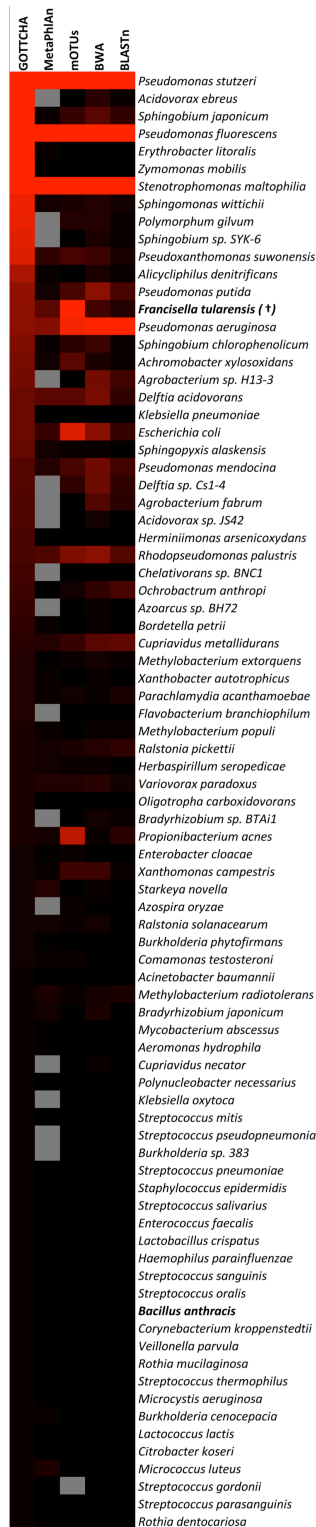 GOTTCHA
MetaPhlAn
mOTUs
BWA
BLASTn
Pseudomonas stutzeri
Acidovorax ebreus
Sphingobium japonicum
Pseudomonas fluorescens
Erythrobacter litoralis
Zymomonas mobilis
Stenotrophomonas maltophilia
Sphingomonas wittichii
Polymorphum gilvum
Sphingobium sp. SYK-6
Pseudoxanthomonas suwonensis
Alicycliphilus denitrificans
Pseudomonas putida
Francisella tularensis ( † )
Pseudomonas aeruginosa
Sphingobium chlorophenolicum
Achromobacter xylosoxidans
Agrobacterium sp. H13-3
Delftia acidovorans
Klebsiella pneumoniae
Escherichia coli
Sphingopyxis alaskensis
Pseudomonas mendocina
Delftia sp. Cs1-4
Agrobacterium fabrum
Acidovorax sp. JS42
Herminiimonas arsenicoxydans
Rhodopseudomonas palustris
Chelativorans sp. BNC1
Ochrobactrum anthropi
Azoarcus sp. BH72
Bordetella petrii
Cupriavidus metallidurans
Methylobacterium extorquens
Xanthobacter autotrophicus
Parachlamydia acanthamoebae
Flavobacterium branchiophilum
Methylobacterium populi
Ralstonia pickettii
Herbaspirillum seropedicae
Variovorax paradoxus
Oligotropha carboxidovorans
Bradyrhizobium sp. BTAi1
Propionibacterium acnes
Enterobacter cloacae
Xanthomonas campestris
Starkeya novella
Azospira oryzae
Ralstonia solanacearum
Burkholderia phytofirmans
Comamonas testosteroni
Acinetobacter baumannii
Methylobacterium radiotolerans
Bradyrhizobium japonicum
Mycobacterium abscessus
Aeromonas hydrophila
Cupriavidus necator
Polynucleobacter necessarius
Klebsiella oxytoca
Streptococcus mitis
Streptococcus pseudopneumonia
Burkholderia sp. 383
Streptococcus pneumoniae
Staphylococcus epidermidis
Streptococcus salivarius
Enterococcus faecalis
Lactobacillus crispatus
Haemophilus parainfluenzae
Streptococcus sanguinis
Streptococcus oralis
Bacillus anthracis
Corynebacterium kroppenstedtii
Veillonella parvula
Rothia mucilaginosa
Streptococcus thermophilus
Microcystis aeruginosa
Burkholderia cenocepacia
Lactococcus lactis
Citrobacter koseri
Micrococcus luteus
Streptococcus gordonii
Streptococcus parasanguinis
Rothia dentocariosa